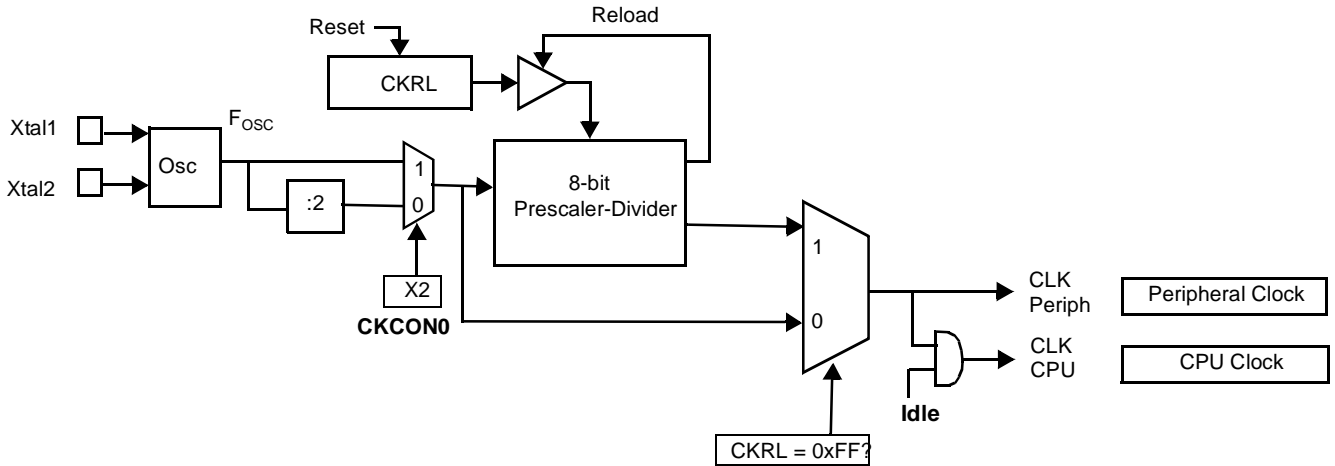 Reload
Reset
CKRL
Xtal1
FOSC
Osc
Xtal2
:2
1
0
8-bit
Prescaler-Divider
X2
CKCON0
1
0
CLK
Periph
Peripheral Clock
CLK
CPU
CPU Clock
Idle
CKRL = 0xFF?